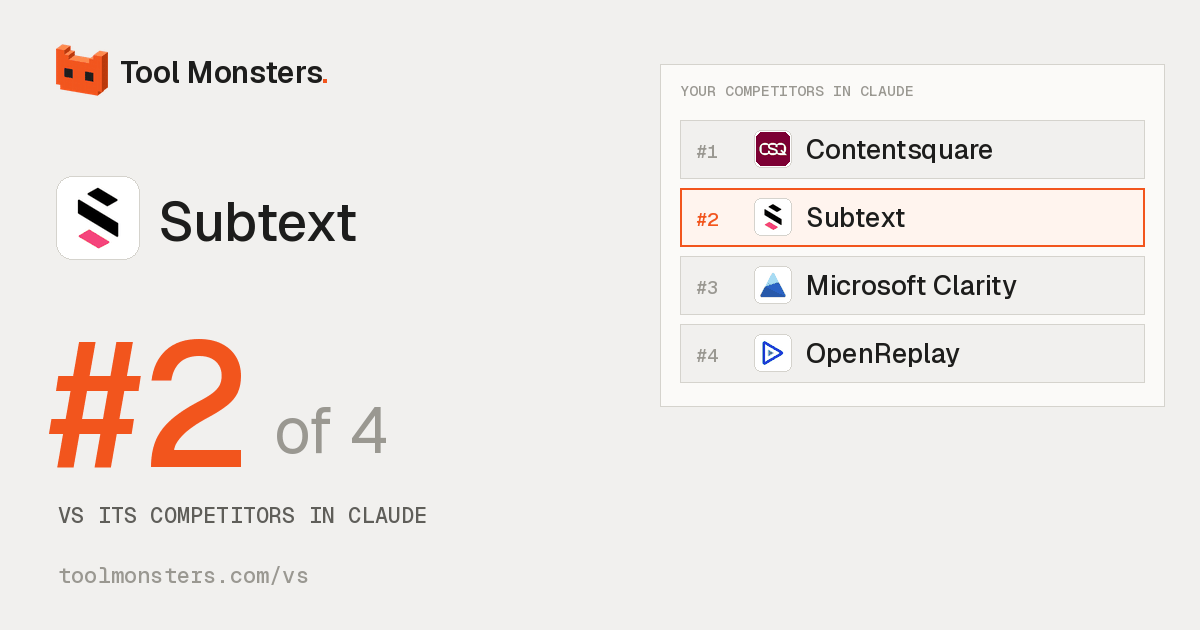 Tool Monsters.
Subtext
#2 of 4
VS ITS COMPETITORS IN CLAUDE
toolmonsters.com/vs
YOUR COMPETITORS IN CLAUDE
#1 CSQ Contentsquare
#2 Subtext
#3 Microsoft Clarity
#4 OpenReplay